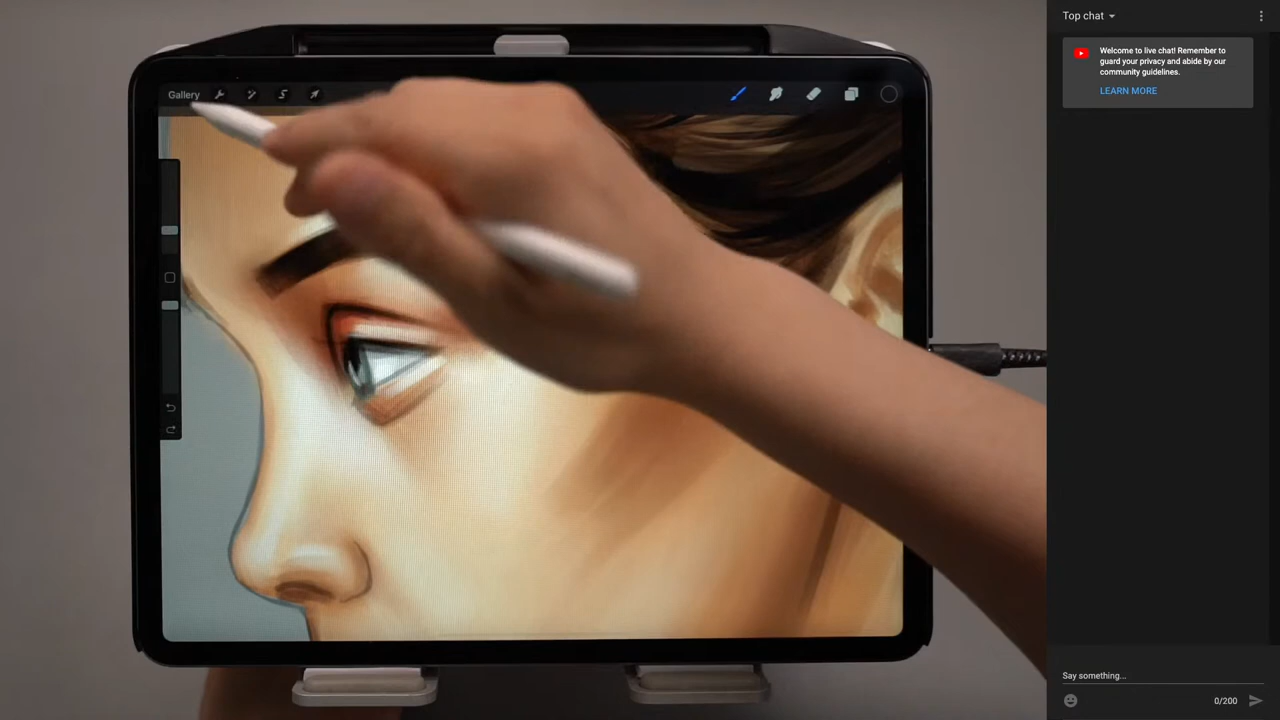 Gallery
Top chat
Welcome to live chat! Remember to
guard your privacy and abide by our
community guidelines.
LEARN MORE
Say something...
0/200